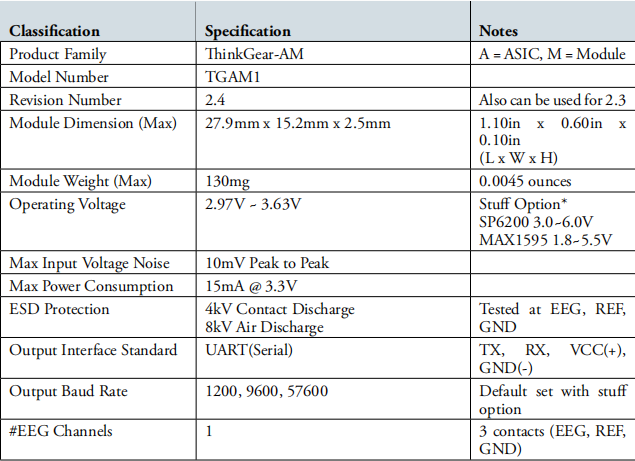 Classification Specification Notes
Product Family ThinkGear-AM A = ASIC, M = Module
Model Number TGAM1
Revision Number 2.4 Also can be used for 2.3
Module Dimension (Max) 27.9mm x 15.2mm x 2.5mm 1.10in x 0.60in x
0.10in
(L x W x H)
Module Weight (Max) 130mg 0.0045 ounces
Operating Voltage 2.97V ~ 3.63V Stuff Option*
SP6200 3.0~6.0V
MAX1595 1.8~5.5V
Max Input Voltage Noise 10mV Peak to Peak
Max Power Consumption 15mA @ 3.3V
ESD Protection 4kV Contact Discharge Tested at EEG, REF,
8kV Air Discharge GND
Output Interface Standard UART(Serial) TX, RX, VCC(+),
GND(-)
Output Baud Rate 1200, 9600, 57600 Default set with stuff
option
#EEG Channels 1 3 contacts (EEG, REF,
GND)